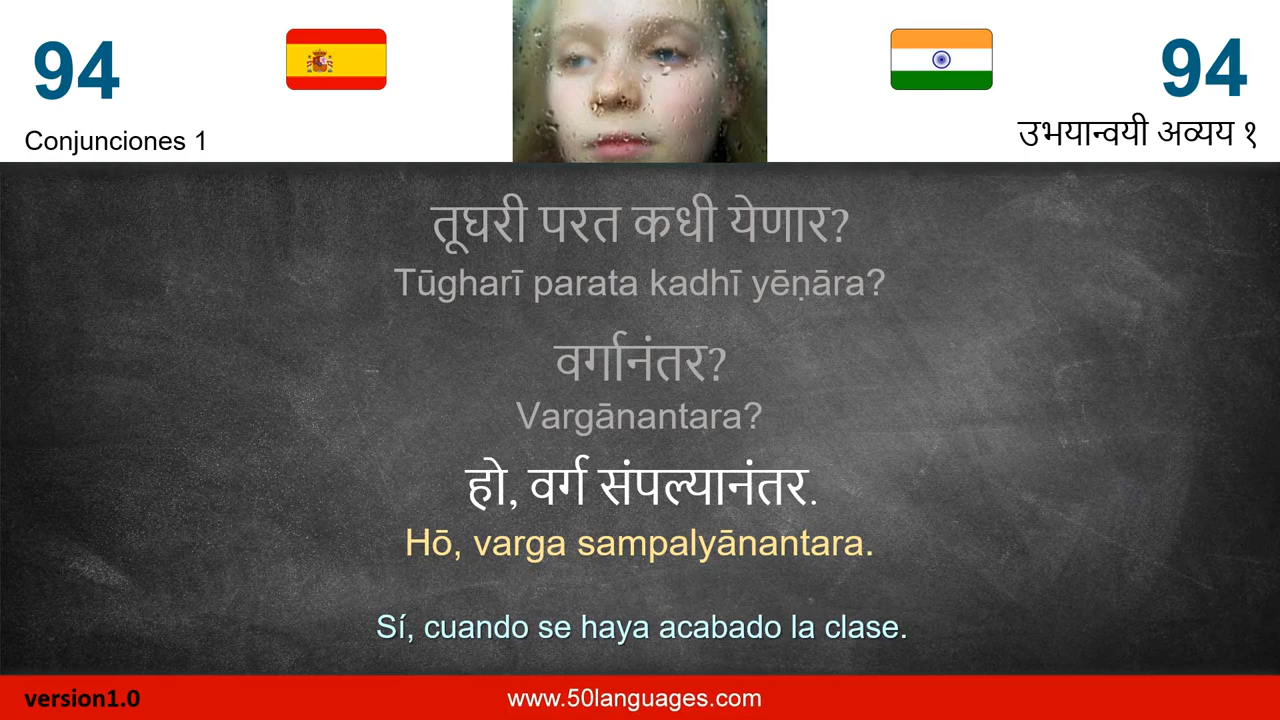 94
94
Conjunciones 1
उभयान्वयी अव्यय १
तूघरी परत कधी येणार?
Tūgharī parata kadhī yēṇāra?
वर्गानंतर?
Vargānantara?
हो, वर्ग संपल्यानंतर.
Hō, varga sampalyānantara.
Sí, cuando se haya acabado la clase.
version1.0
www.50languages.com